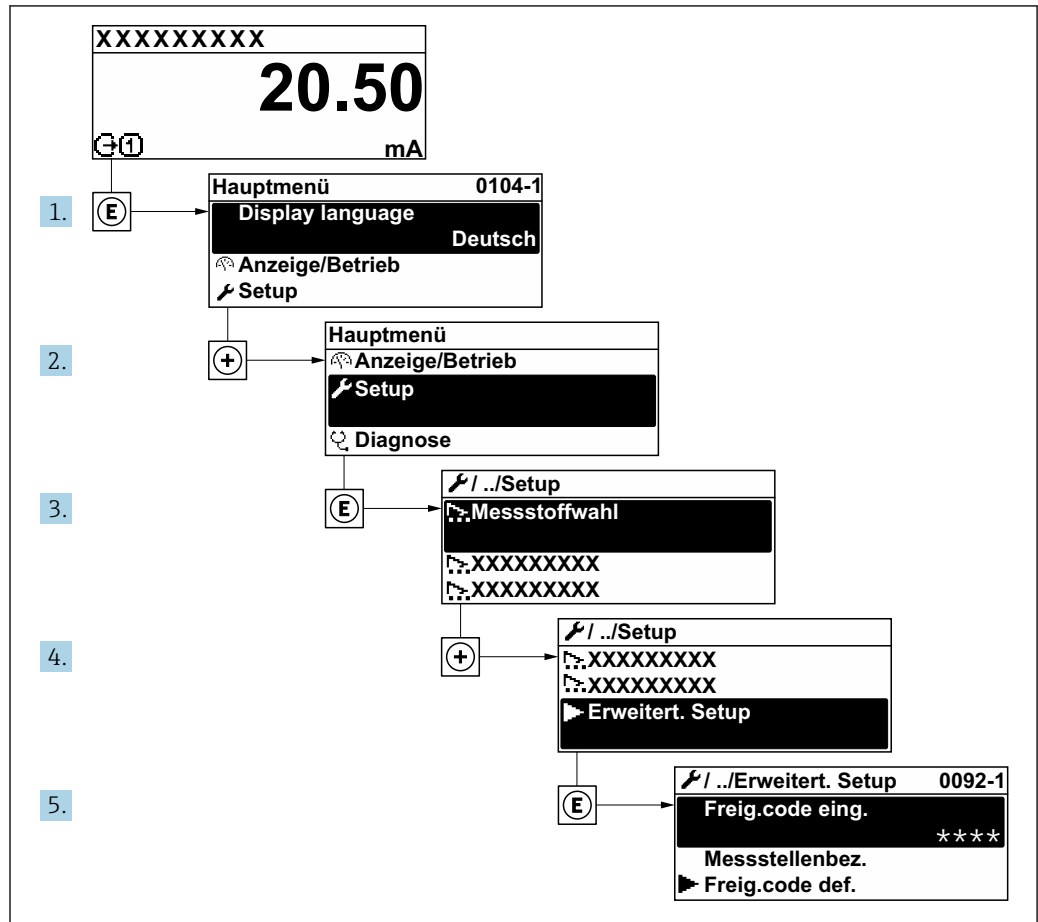 XXXXXXXXX
20.50
1 mA
1. E
Hauptmenü 0104-1
Display language
Deutsch
Anzeige/Betrieb
Setup
2. +
Hauptmenü
Anzeige/Betrieb
Setup
Diagnose
3. E
/ ../Setup
Messstoffwahl
XXXXXXXXX
XXXXXXXXX
4. +
/ ../Setup
XXXXXXXXX
XXXXXXXXX
Erweitert. Setup
5. E
/ ../Erweitert. Setup 0092-1
Freig.code eing.
****
Messstellenbez.
Freig.code def.